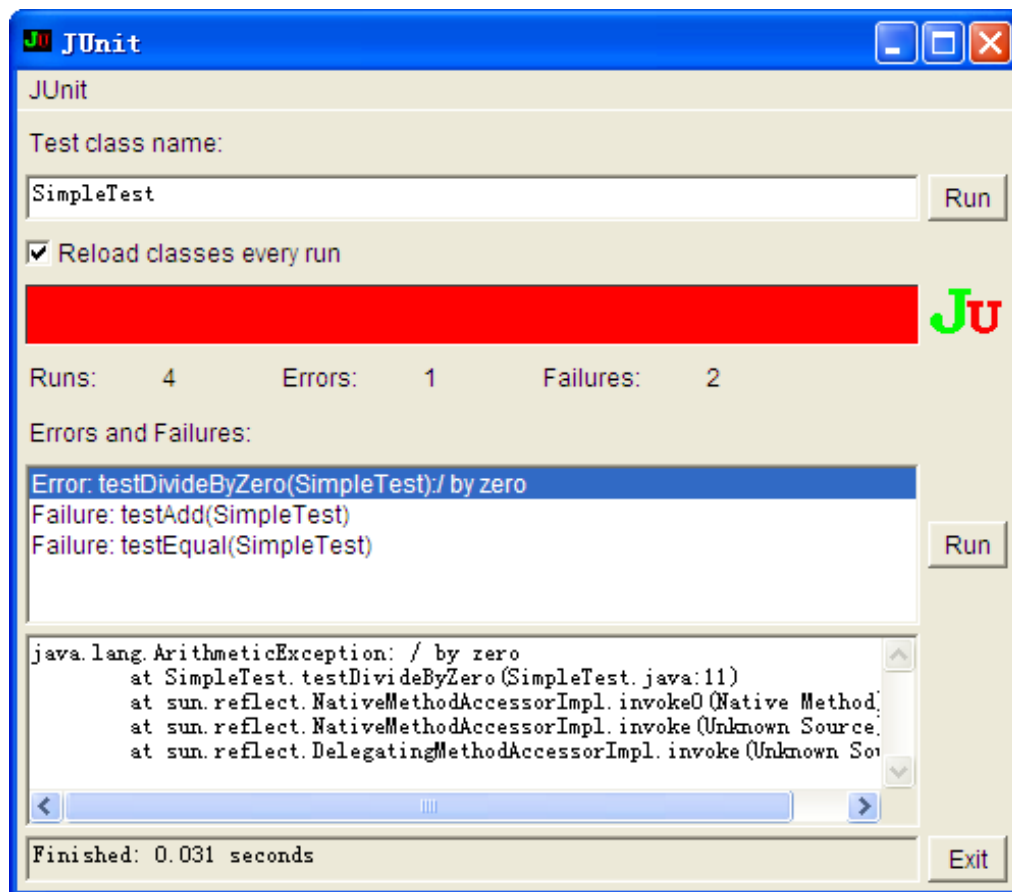 JU JUnit
JUnit
Test class name:
SimpleTest
Run
Reload classes every run
JU
Runs: 4 Errors: 1 Failures: 2
Errors and Failures:
Error: testDivideByZero(SimpleTest):/ by zero
Failure: testAdd(SimpleTest)
Failure: testEqual(SimpleTest)
Run
java.lang.ArithmeticException: / by zero
at SimpleTest.testDivideByZero(SimpleTest.java:11)
at sun.reflect.NativeMethodAccessorImpl.invoke0(Native Method)
at sun.reflect.NativeMethodAccessorImpl.invoke(Unknown Source)
at sun.reflect.DelegatingMethodAccessorImpl.invoke(Unknown Sou
Finished: 0.031 seconds
Exit